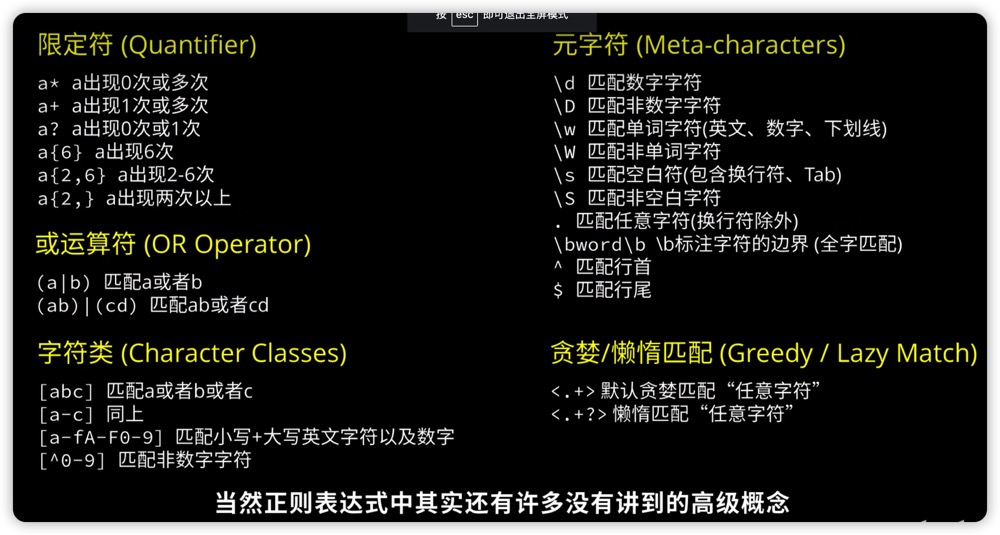 按 esc 即可退出全屏模式
限定符 (Quantifier)
a* a出现0次或多次
a+ a出现1次或多次
a? a出现0次或1次
a{6} a出现6次
a{2,6} a出现2-6次
a{2,} a出现两次以上
或运算符 (OR Operator)
(a|b) 匹配a或者b
(ab)|(cd) 匹配ab或者cd
字符类 (Character Classes)
[abc] 匹配a或者b或者c
[a-c] 同上
[a-fA-F0-9] 匹配小写+大写英文字符以及数字
[^0-9] 匹配非数字字符
元字符 (Meta-characters)
\d 匹配数字字符
\D 匹配非数字字符
\w 匹配单词字符(英文、数字、下划线)
\W 匹配非单词字符
\s 匹配空白符(包含换行符、Tab)
\S 匹配非空白字符
. 匹配任意字符(换行符除外)
\bword\b \b标注字符的边界 (全字匹配)
^ 匹配行首
$ 匹配行尾
贪婪/懒惰匹配 (Greedy / Lazy Match)
<.+> 默认贪婪匹配“任意字符”
<.+?> 懒惰匹配“任意字符”
当然正则表达式中其实还有许多没有讲到的高级概念